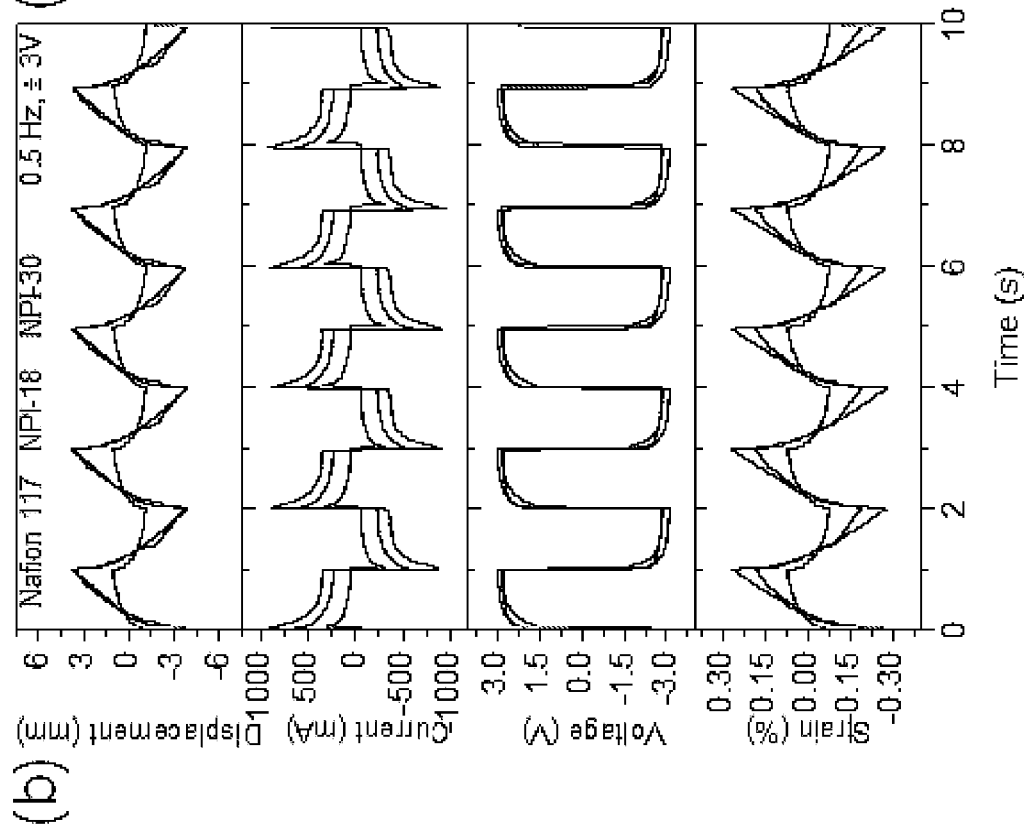 (b)
Nafion 117 NPI-18 NPI-30 0.5 Hz, ± 3V
Displacement (mm)
6
3
0
-3
-6
Current (mA)
1000
500
0
-500
-1000
Voltage (V)
3.0
1.5
0.0
-1.5
-3.0
Strain (%)
0.30
0.15
0.00
-0.15
-0.30
0 2 4 6 8 10
Time (s)